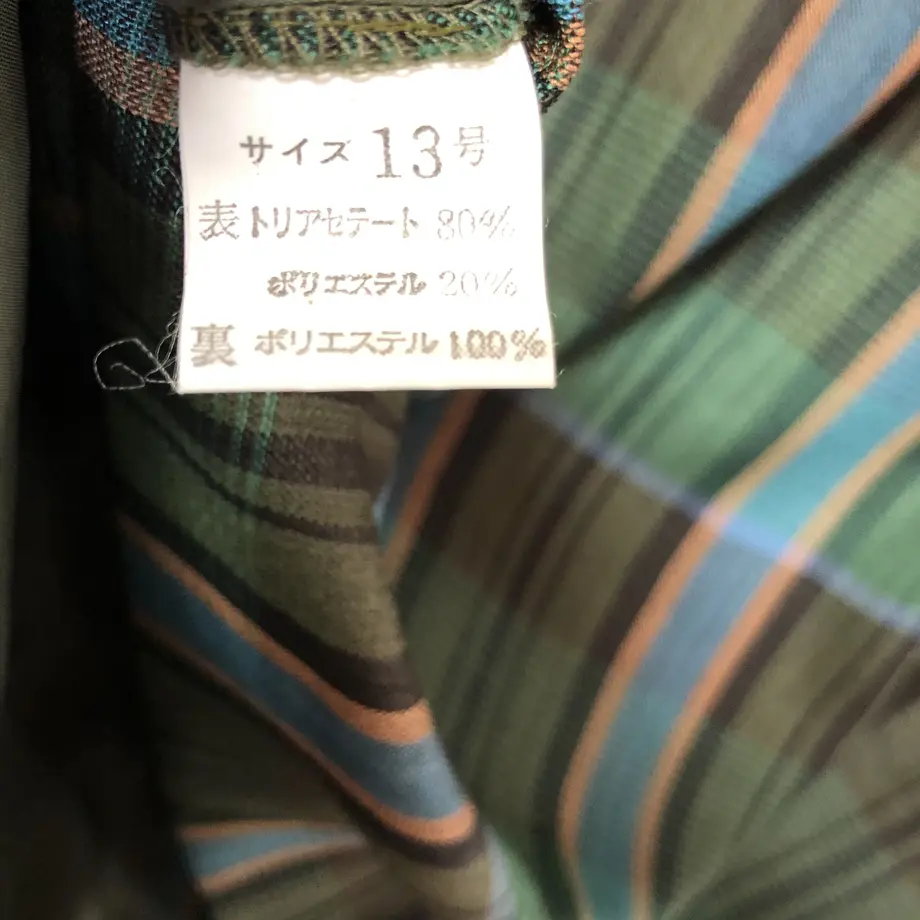 サイズ 13号
表 トリアセテート 80%
ポリエステル 20%
裏 ポリエステル 100%